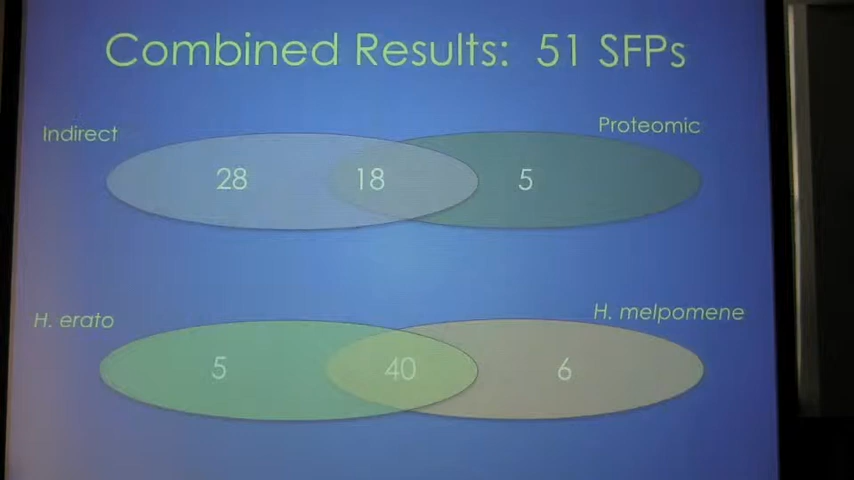 Combined Results: 51 SFPs
Indirect
Proteomic
28 18 5
H. erato
H. melpomene
5 40 6